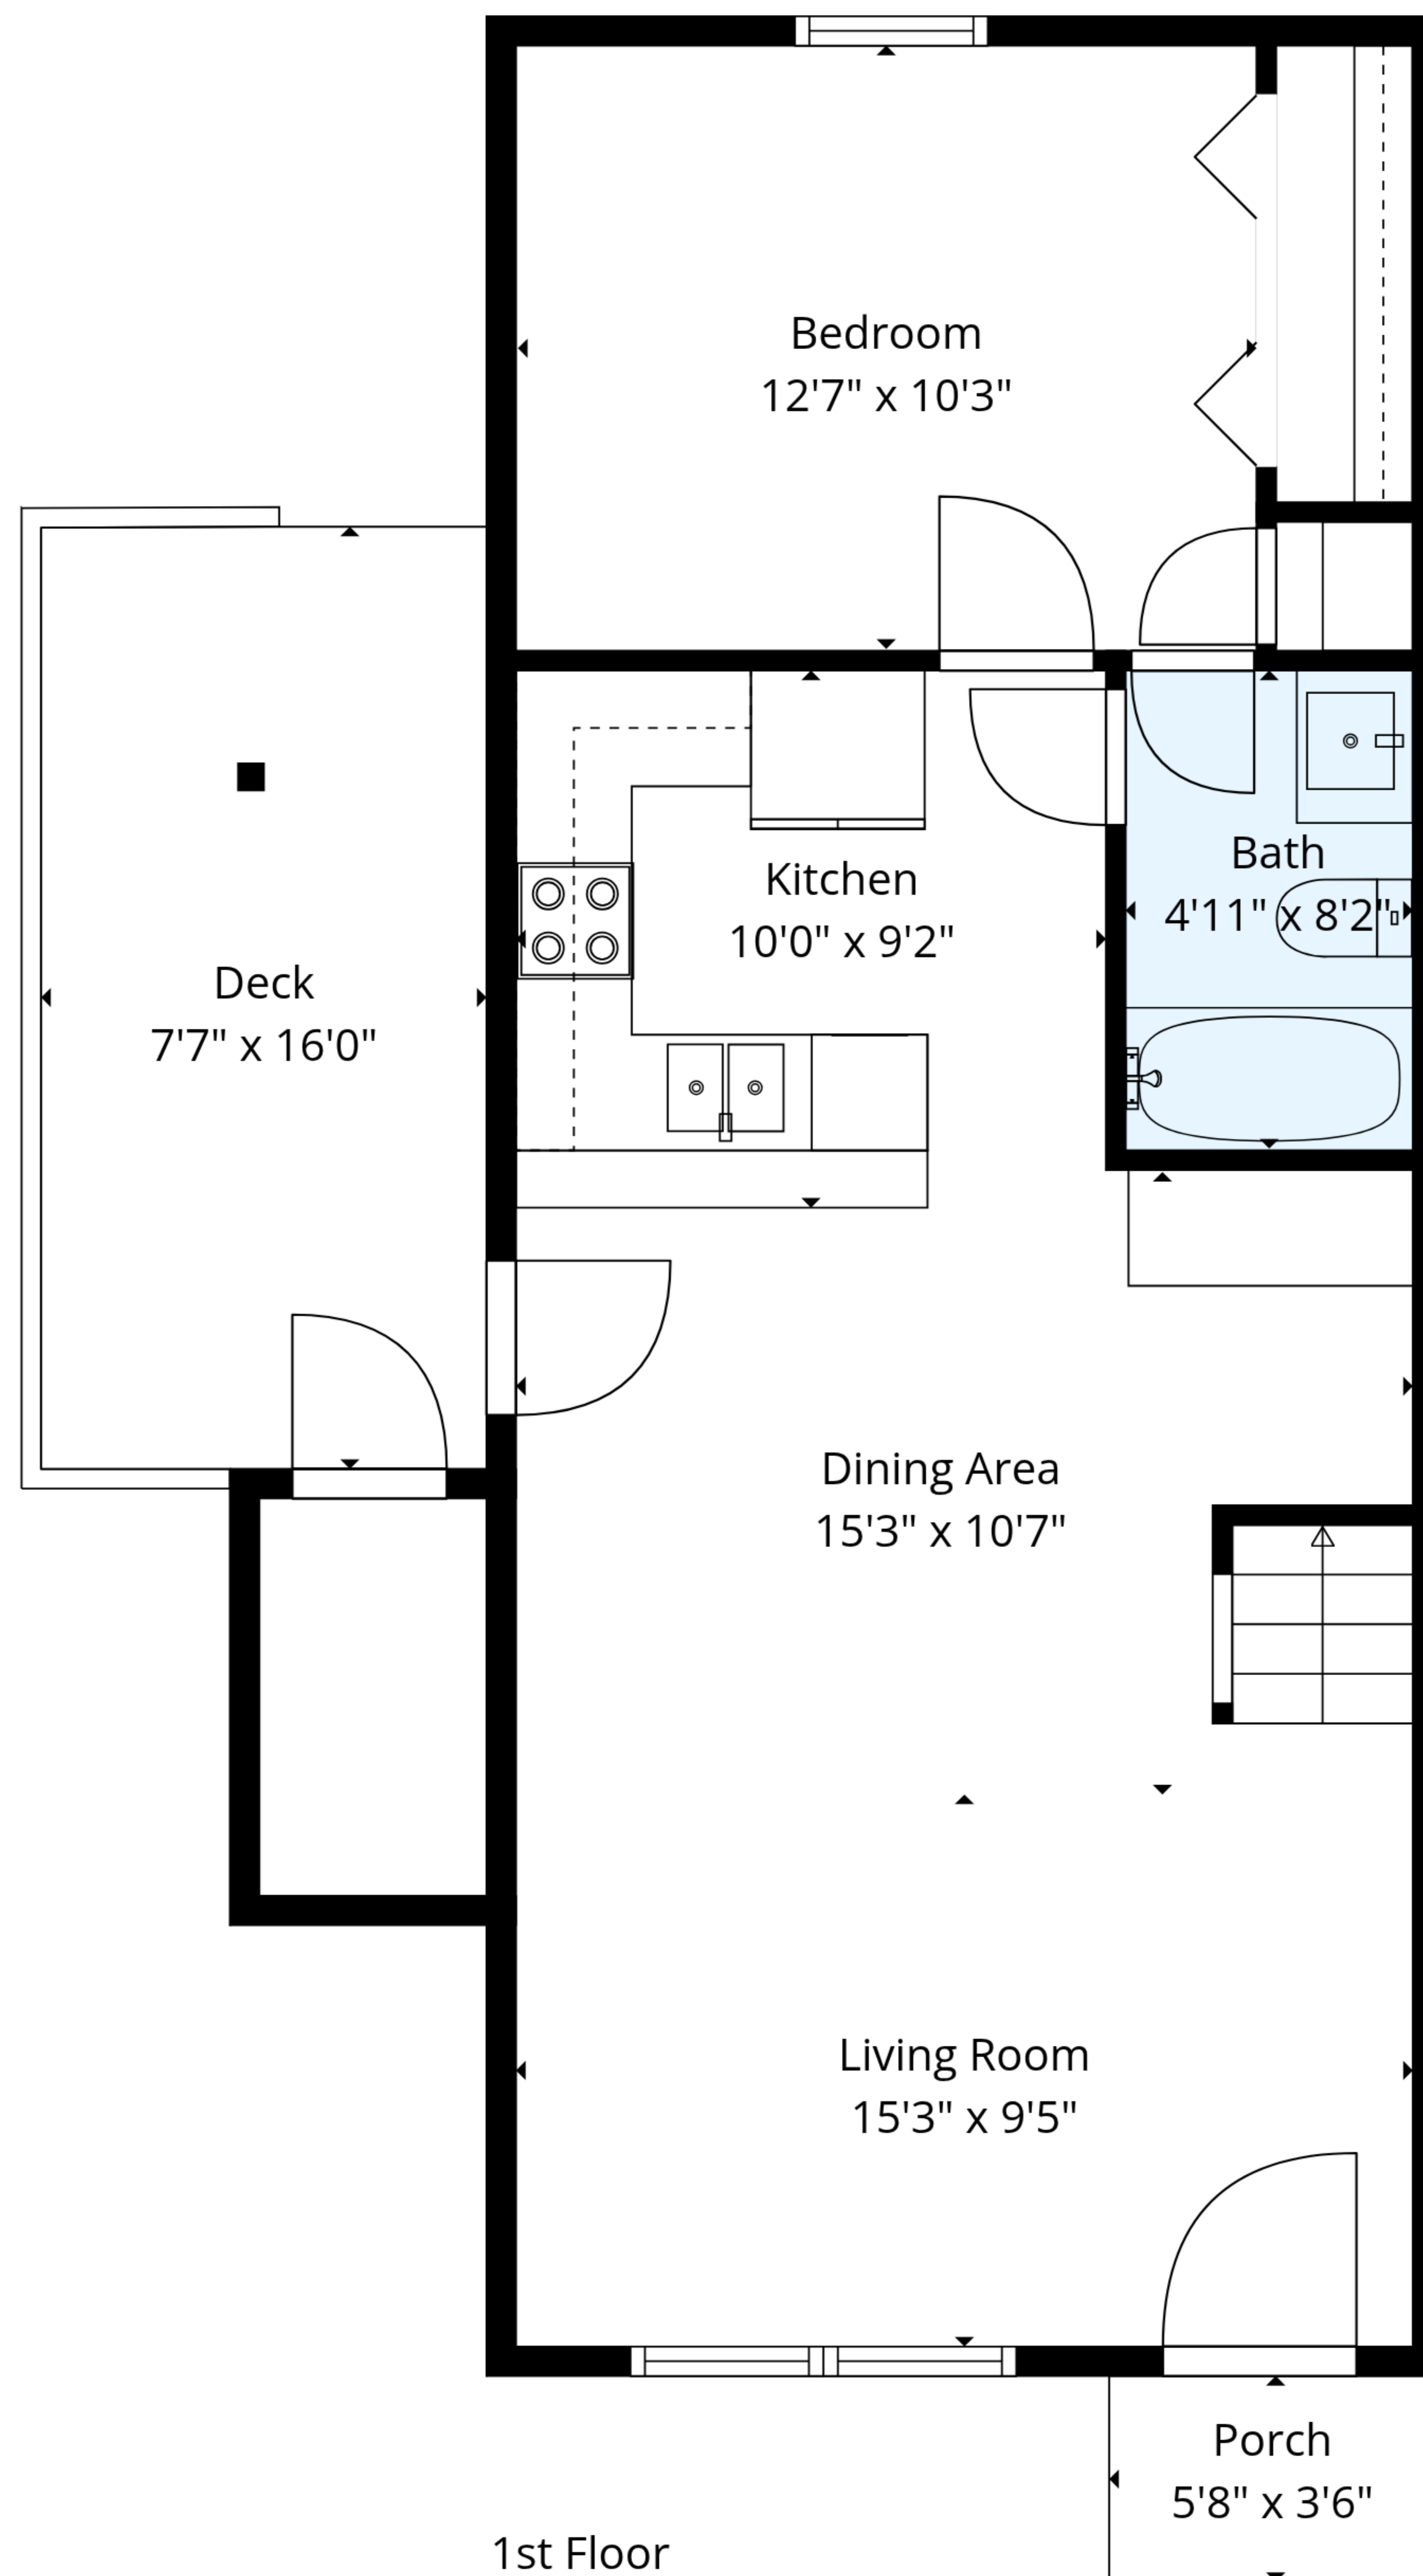 Bedroom
12'7" x 10'3"
Kitchen
10'0" x 9'2"
Bath
4'11" x 8'2"
Deck
7'7" x 16'0"
Dining Area
15'3" x 10'7"
Living Room
15'3" x 9'5"
Porch
5'8" x 3'6"
1st Floor